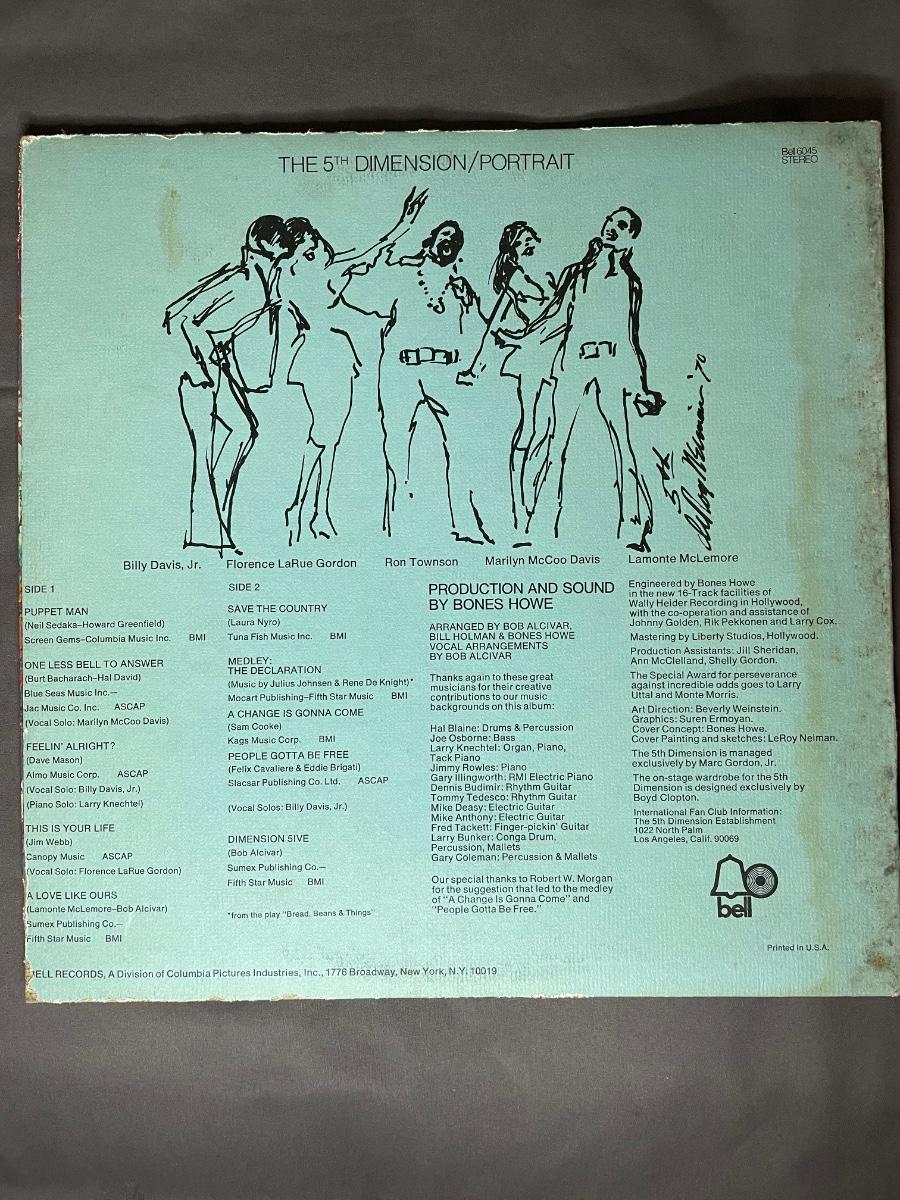 THE 5TH DIMENSION/PORTRAIT
Bell 6045
STEREO
5th
LeRoy Neiman '70
Billy Davis, Jr.
Florence LaRue Gordon
Ron Townson
Marilyn McCoo Davis
Lamonte McLemore
SIDE 1
PUPPET MAN
(Neil Sedaka–Howard Greenfield)
Screen Gems–Columbia Music Inc. BMI
ONE LESS BELL TO ANSWER
(Burt Bacharach–Hal David)
Blue Seas Music Inc.—
Jac Music Co. Inc. ASCAP
(Vocal Solo: Marilyn McCoo Davis)
FEELIN' ALRIGHT?
(Dave Mason)
Almo Music Corp. ASCAP
(Vocal Solo: Billy Davis, Jr.)
(Piano Solo: Larry Knechtel)
THIS IS YOUR LIFE
(Jim Webb)
Canopy Music ASCAP
(Vocal Solo: Florence LaRue Gordon)
A LOVE LIKE OURS
(Lamonte McLemore–Bob Alcivar)
Sumex Publishing Co.—
Fifth Star Music BMI
SIDE 2
SAVE THE COUNTRY
(Laura Nyro)
Tuna Fish Music Inc. BMI
MEDLEY:
THE DECLARATION
(Music by Julius Johnsen & Rene De Knight)*
Mocart Publishing–Fifth Star Music BMI
A CHANGE IS GONNA COME
(Sam Cooke)
Kags Music Corp. BMI
PEOPLE GOTTA BE FREE
(Felix Cavaliere & Eddie Brigati)
Slacsar Publishing Co. Ltd. ASCAP
(Vocal Solos: Billy Davis, Jr.)
DIMENSION 5IVE
(Bob Alcivar)
Sumex Publishing Co.—
Fifth Star Music BMI
*from the play "Bread, Beans & Things"
PRODUCTION AND SOUND
BY BONES HOWE
ARRANGED BY BOB ALCIVAR,
BILL HOLMAN & BONES HOWE
VOCAL ARRANGEMENTS
BY BOB ALCIVAR
Thanks again to these great
musicians for their creative
contributions to our music
backgrounds on this album:
Hal Blaine: Drums & Percussion
Joe Osborne: Bass
Larry Knechtel: Organ, Piano,
Tack Piano
Jimmy Rowles: Piano
Gary Illingworth: RMI Electric Piano
Dennis Budimir: Rhythm Guitar
Tommy Tedesco: Rhythm Guitar
Mike Deasy: Electric Guitar
Mike Anthony: Electric Guitar
Fred Tackett: Finger-pickin' Guitar
Larry Bunker: Conga Drum,
Percussion, Mallets
Gary Coleman: Percussion & Mallets
Our special thanks to Robert W. Morgan
for the suggestion that led to the medley
of "A Change Is Gonna Come" and
"People Gotta Be Free."
Engineered by Bones Howe
in the new 16-Track facilities of
Wally Heider Recording in Hollywood,
with the co-operation and assistance of
Johnny Golden, Rik Pekkonen and Larry Cox.
Mastering by Liberty Studios, Hollywood.
Production Assistants: Jill Sheridan,
Ann McClelland, Shelly Gordon.
The Special Award for perseverance
against incredible odds goes to Larry
Uttal and Monte Morris.
Art Direction: Beverly Weinstein.
Graphics: Suren Ermoyan.
Cover Concept: Bones Howe.
Cover Painting and sketches: LeRoy Neiman.
The 5th Dimension is managed
exclusively by Marc Gordon, Jr.
The on-stage wardrobe for the 5th
Dimension is designed exclusively by
Boyd Clopton.
International Fan Club Information:
The 5th Dimension Establishment
1022 North Palm
Los Angeles, Calif. 90069
bell
Printed in U.S.A.
BELL RECORDS, A Division of Columbia Pictures Industries, Inc., 1776 Broadway, New York, N.Y. 10019